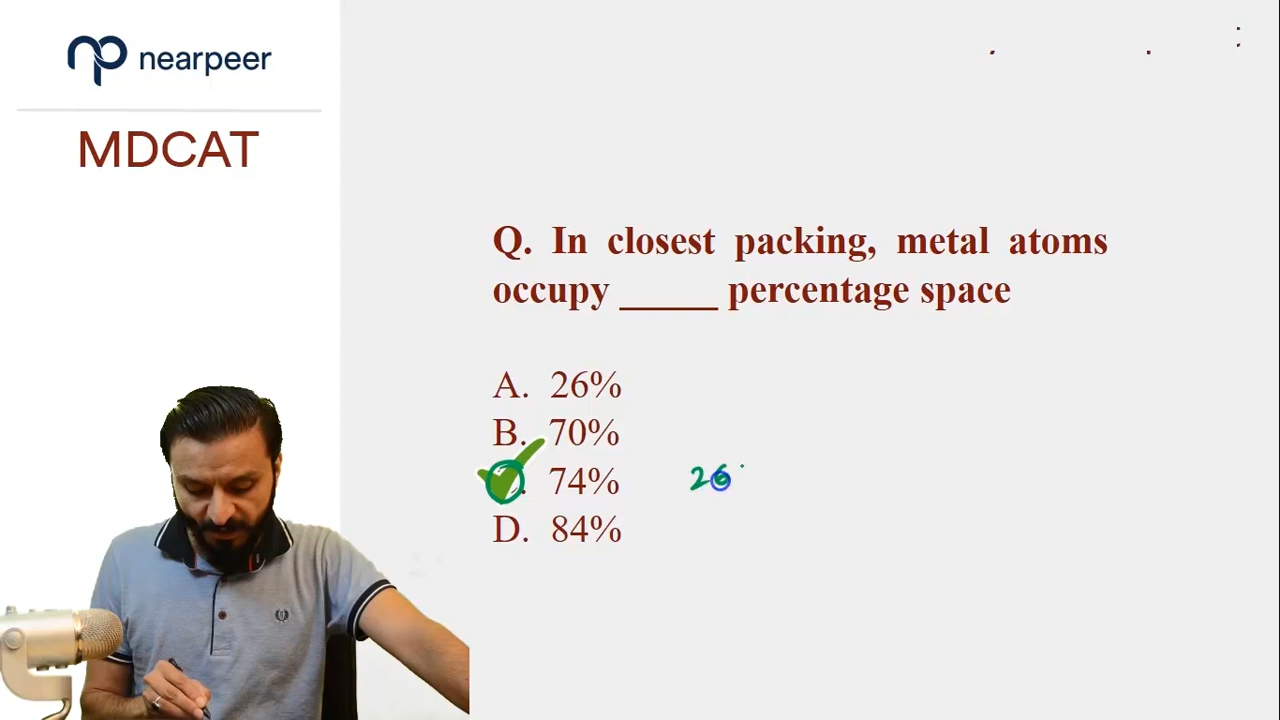 nearpeer
MDCAT
Q. In closest packing, metal atoms
occupy _____ percentage space
A. 26%
B. 70%
. 74% 26
D. 84%